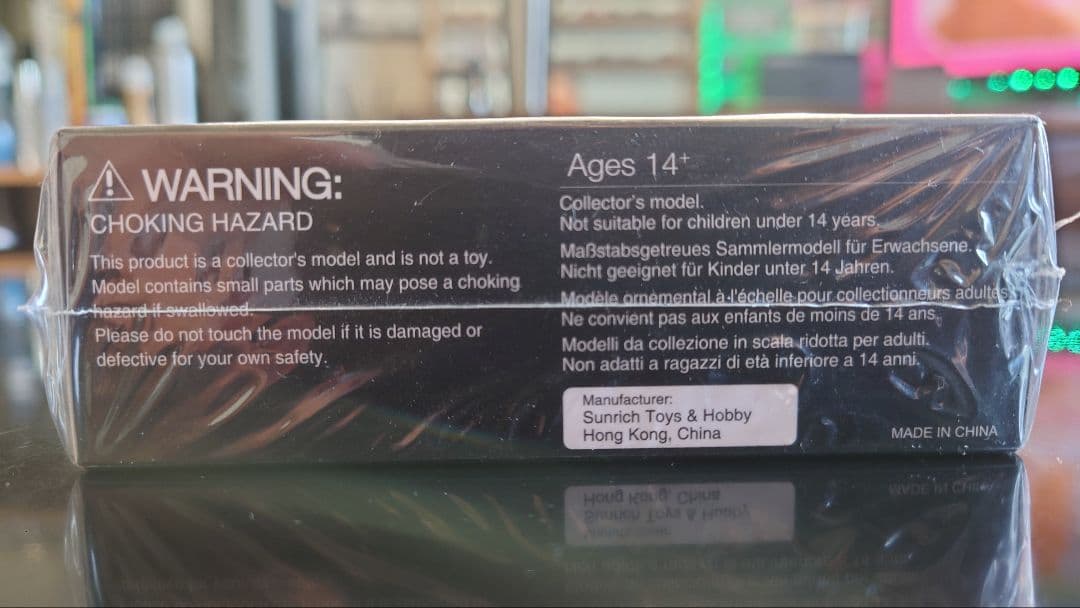 WARNING:
CHOKING HAZARD
This product is a collector's model and is not a toy.
Model contains small parts which may pose a choking
hazard if swallowed.
Please do not touch the model if it is damaged or
defective for your own safety.
Ages 14+
Collector's model.
Not suitable for children under 14 years.
Maßstabsgetreues Sammlermodell für Erwachsene.
Nicht geeignet für Kinder unter 14 Jahren.
Modèle ornemental à l'échelle pour collectionneurs adultes.
Ne convient pas aux enfants de moins de 14 ans.
Modelli da collezione in scala ridotta per adulti.
Non adatti a ragazzi di età inferiore a 14 anni.
Manufacturer:
Sunrich Toys & Hobby
Hong Kong, China
MADE IN CHINA